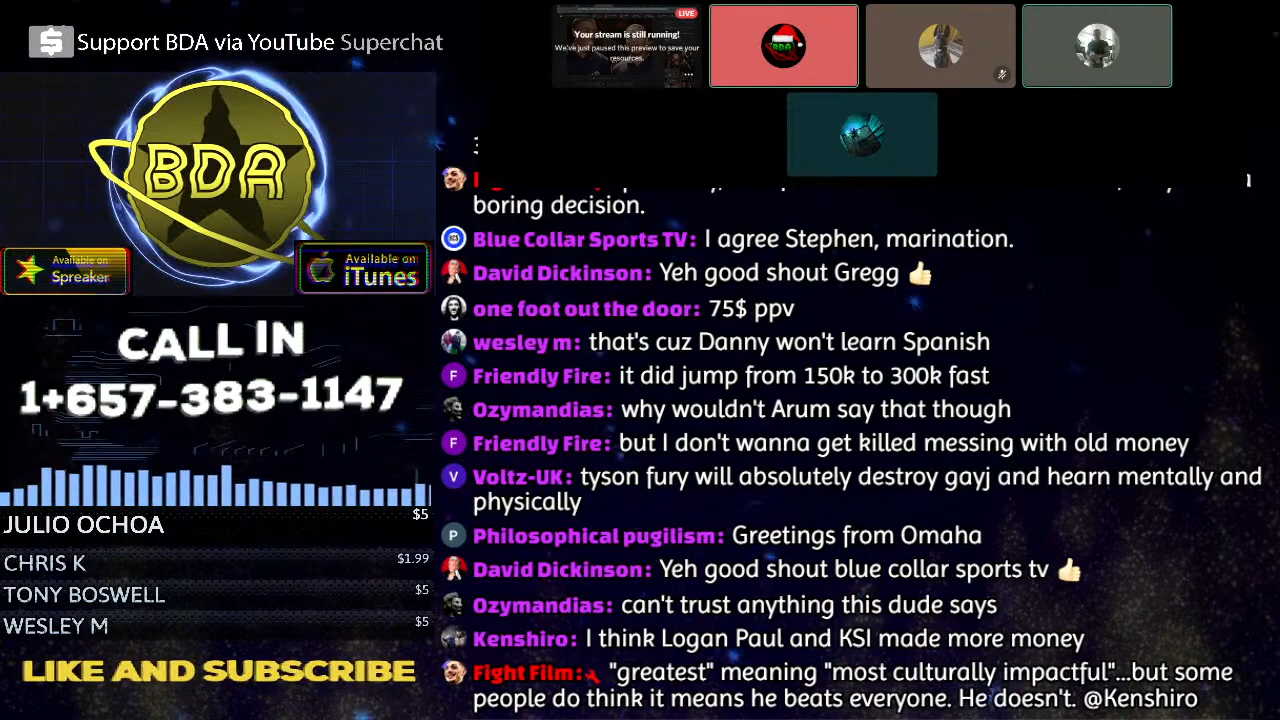 Support BDA via YouTube Superchat
LIVE
Your stream is still running!
We've just paused this preview to save your
resources.
BDA
BDA
Available on
Spreaker
Available on
iTunes
CALL IN
1+657-383-1147
JULIO OCHOA $5
CHRIS K $1.99
TONY BOSWELL $5
WESLEY M $5
LIKE AND SUBSCRIBE
boring decision.
Blue Collar Sports TV: I agree Stephen, marination.
David Dickinson: Yeh good shout Gregg 👍
one foot out the door: 75$ ppv
wesley m: that's cuz Danny won't learn Spanish
F Friendly Fire: it did jump from 150k to 300k fast
Ozymandias: why wouldn't Arum say that though
F Friendly Fire: but I don't wanna get killed messing with old money
V Voltz-UK: tyson fury will absolutely destroy gayj and hearn mentally and
physically
P Philosophical pugilism: Greetings from Omaha
David Dickinson: Yeh good shout blue collar sports tv 👍
Ozymandias: can't trust anything this dude says
Kenshiro: I think Logan Paul and KSI made more money
Fight Film: "greatest" meaning "most culturally impactful"...but some
people do think it means he beats everyone. He doesn't. @Kenshiro